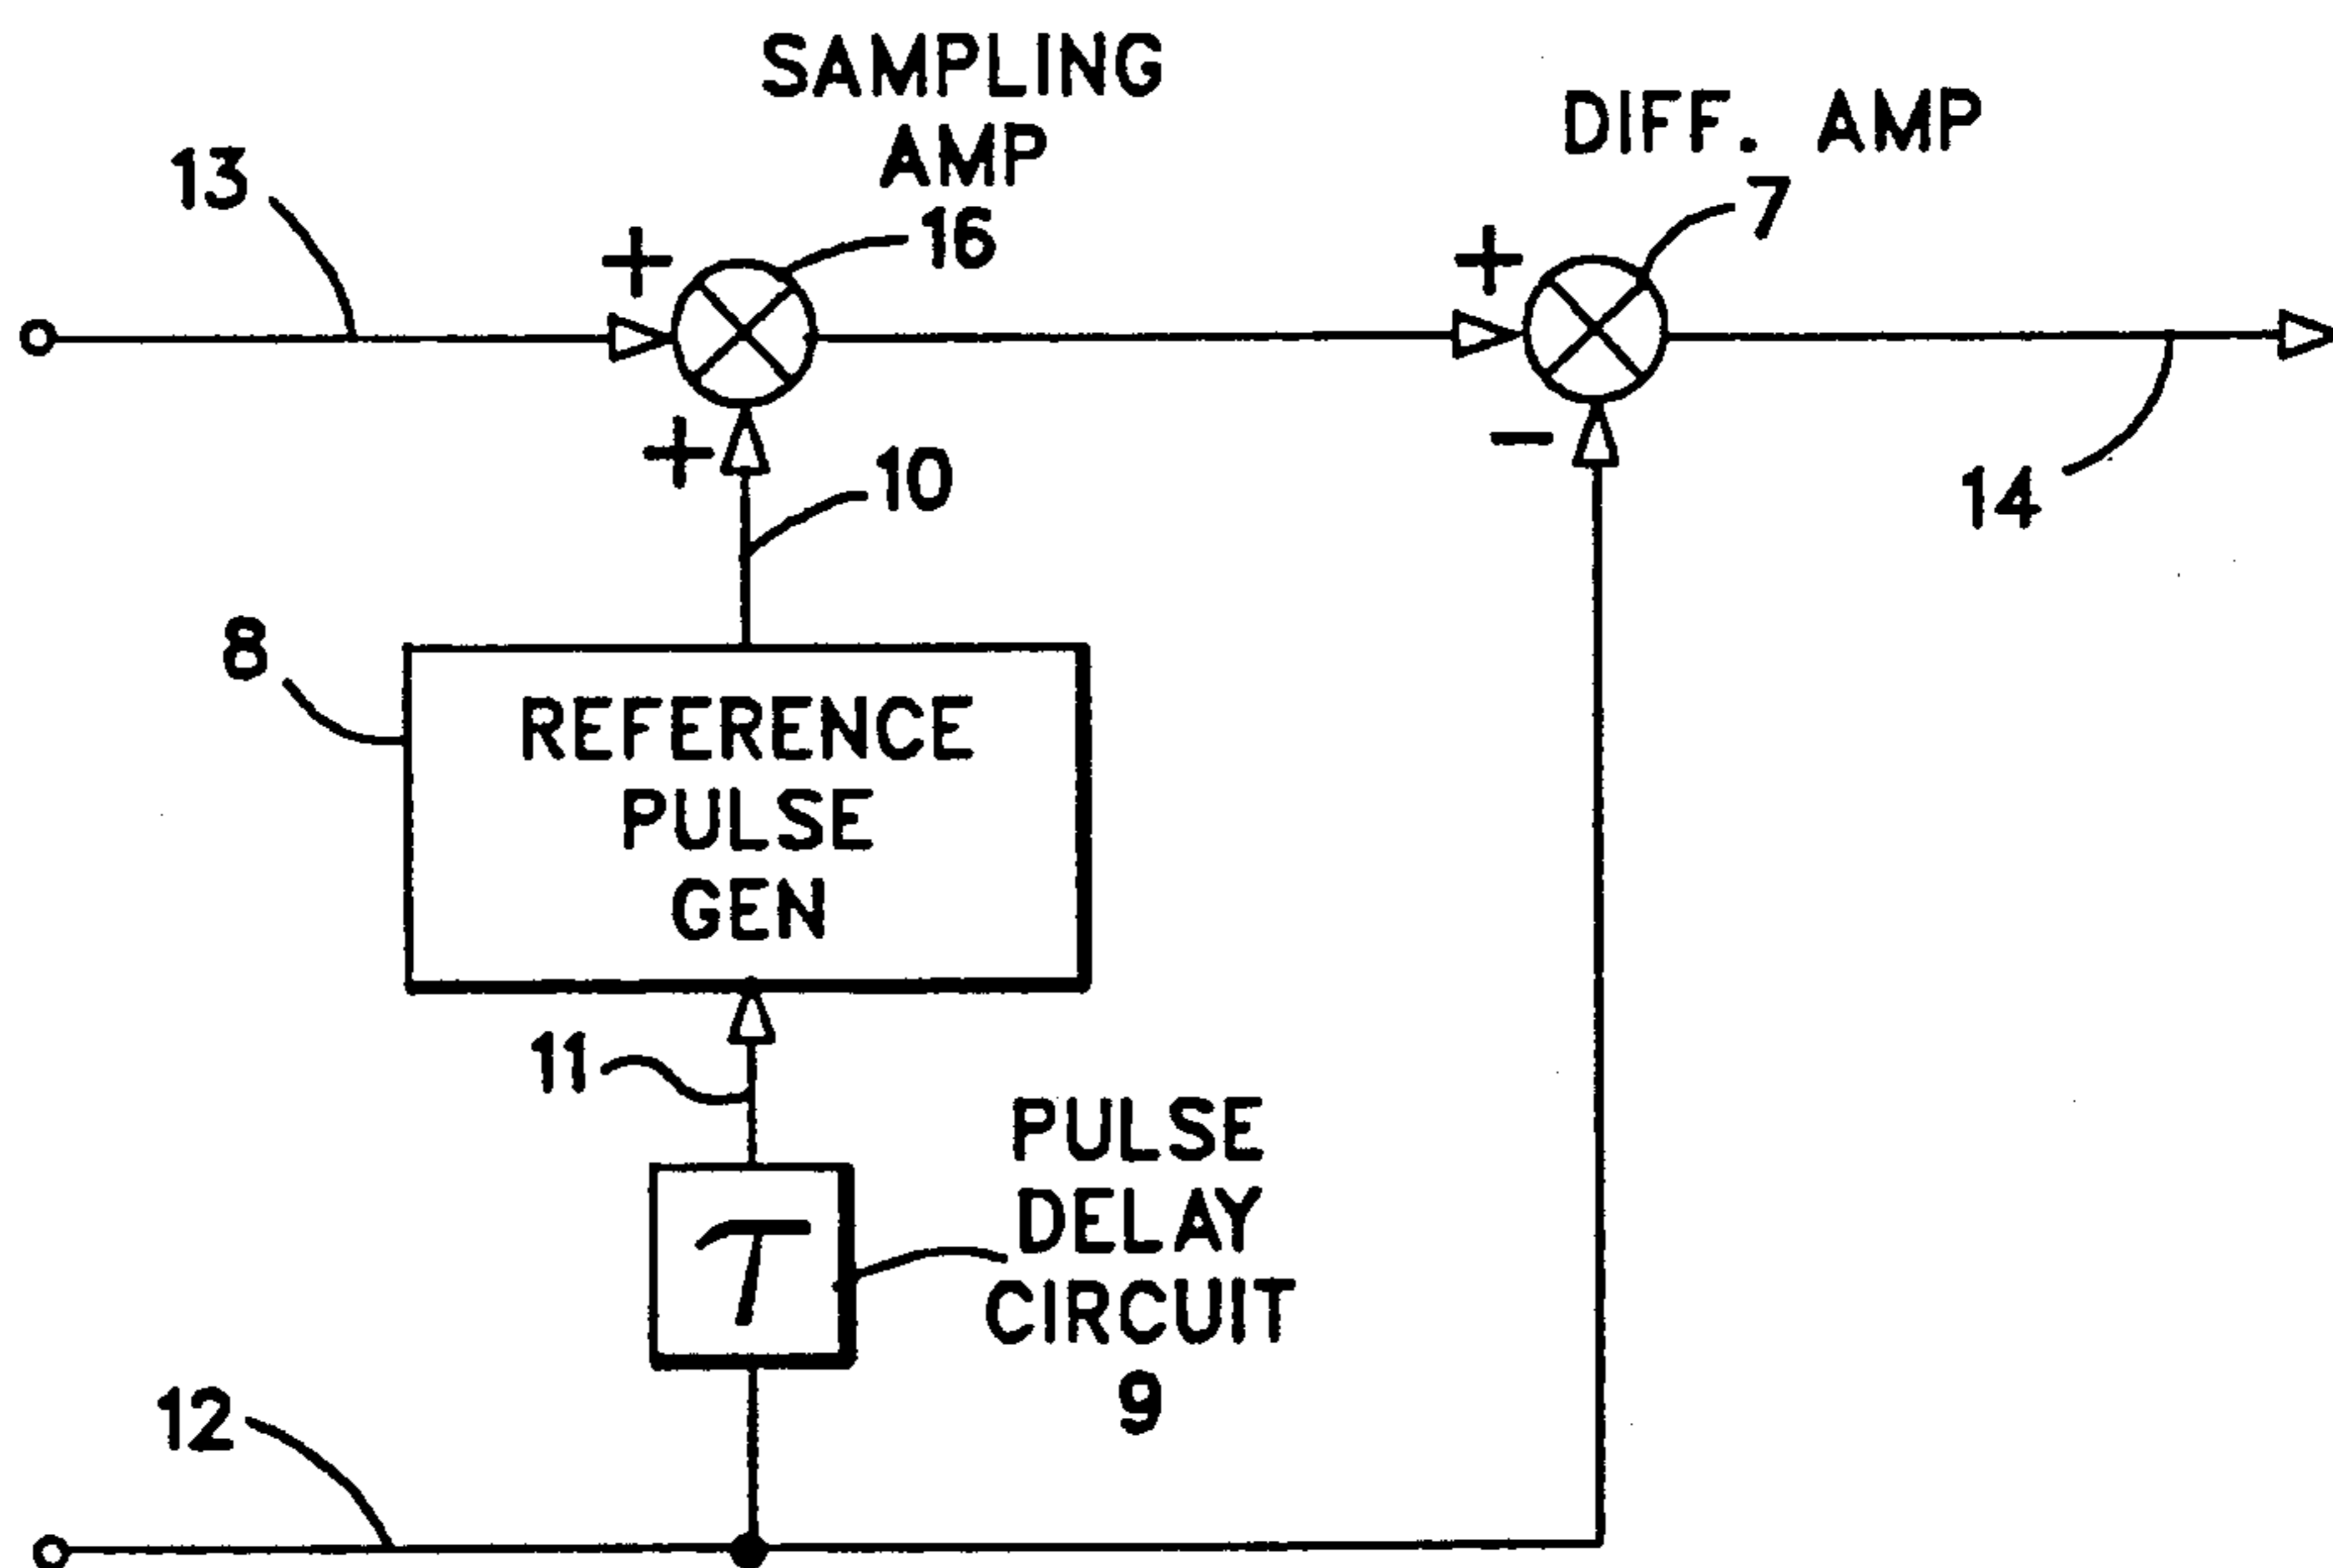 SAMPLING
AMP
16
DIFF. AMP
7
13
+
+
+
-
10
14
8
REFERENCE
PULSE
GEN
11
PULSE
DELAY
CIRCUIT
9
τ
12